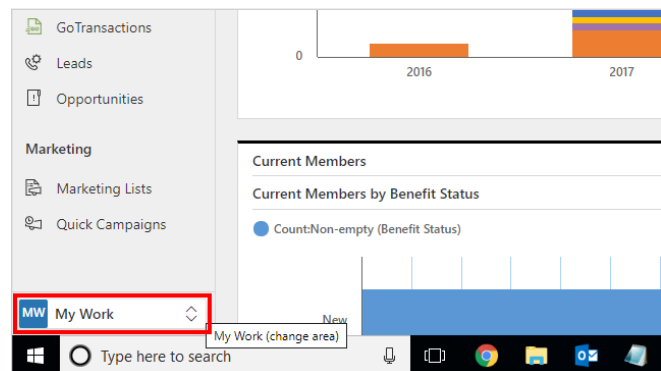 GoTransactions
Leads
Opportunities
Marketing
Marketing Lists
Quick Campaigns
MW My Work
0
2016 2017
Current Members
Current Members by Benefit Status
Count:Non-empty (Benefit Status)
New
My Work (change area)
Type here to search